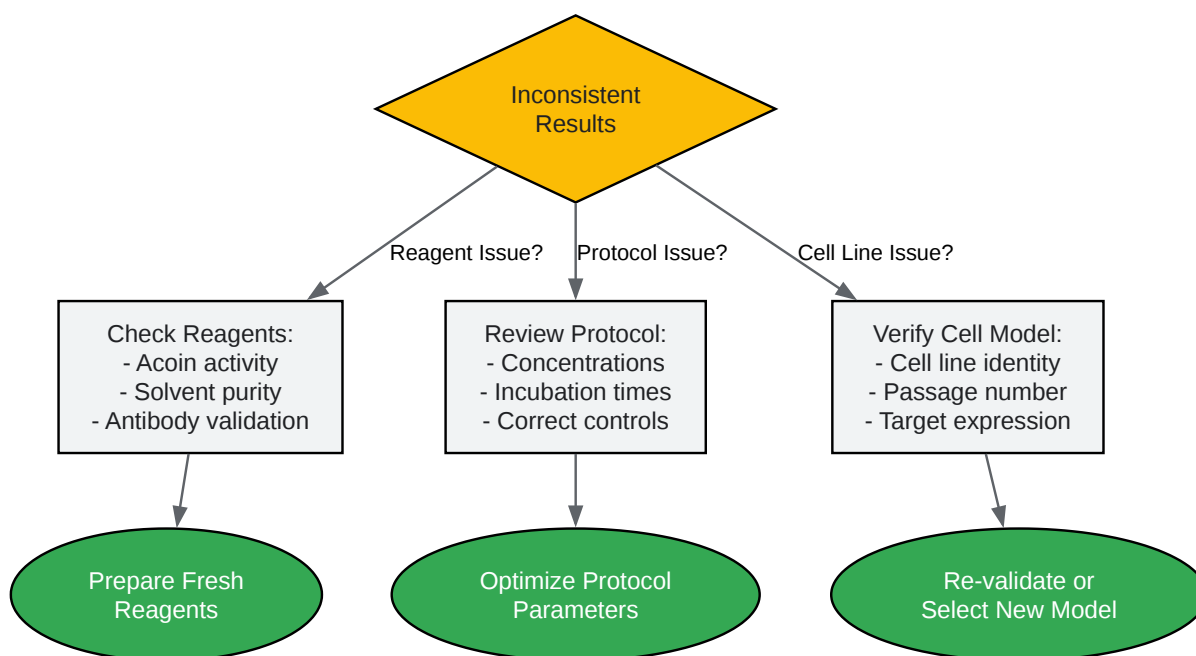 Inconsistent
Results
Reagent Issue?
Protocol Issue?
Cell Line Issue?
Check Reagents:
- Acoin activity
- Solvent purity
- Antibody validation
Review Protocol:
- Concentrations
- Incubation times
- Correct controls
Verify Cell Model:
- Cell line identity
- Passage number
- Target expression
Prepare Fresh
Reagents
Optimize Protocol
Parameters
Re-validate or
Select New Model